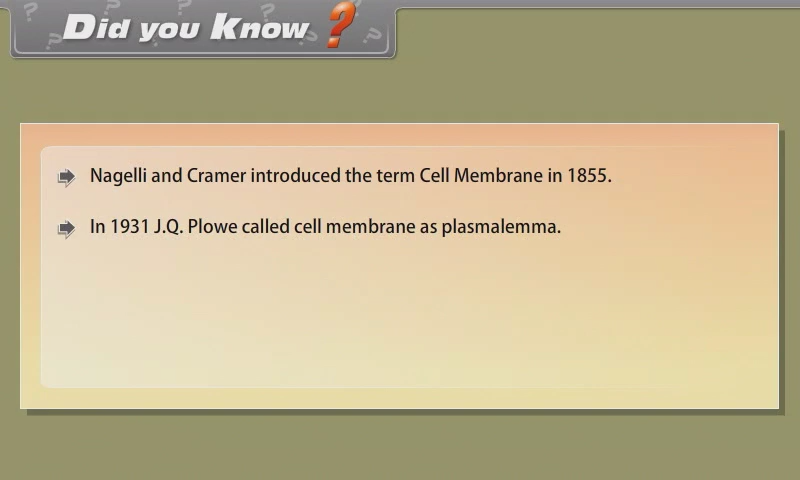 Did you Know ?
Nagelli and Cramer introduced the term Cell Membrane in 1855.
In 1931 J.Q. Plowe called cell membrane as plasmalemma.